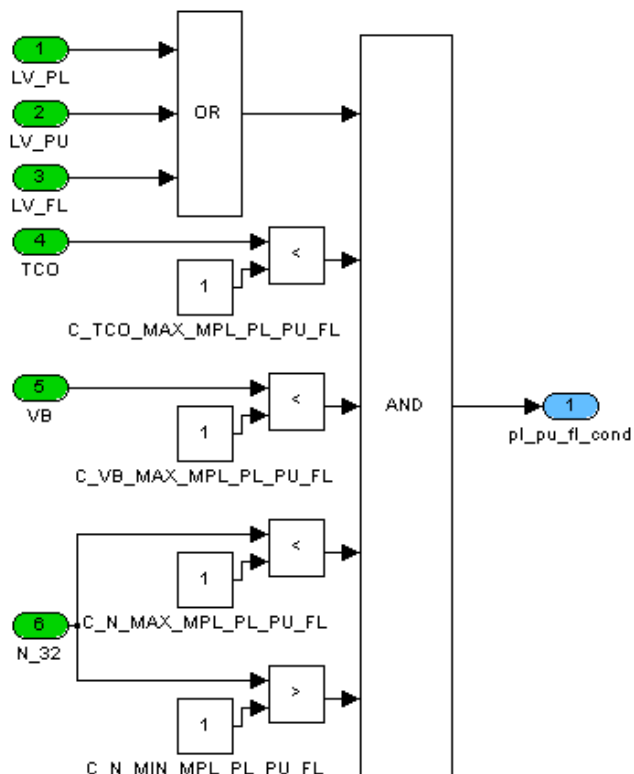 1
LV_PL
2
LV_PU
3
LV_FL
OR
4
TCO
<
1
C_TCO_MAX_MPL_PL_PU_FL
5
VB
<
1
C_VB_MAX_MPL_PL_PU_FL
AND
1
pl_pu_fl_cond
<
1
C_N_MAX_MPL_PL_PU_FL
6
N_32
>
1
C_N_MIN_MPL_PL_PU_FL